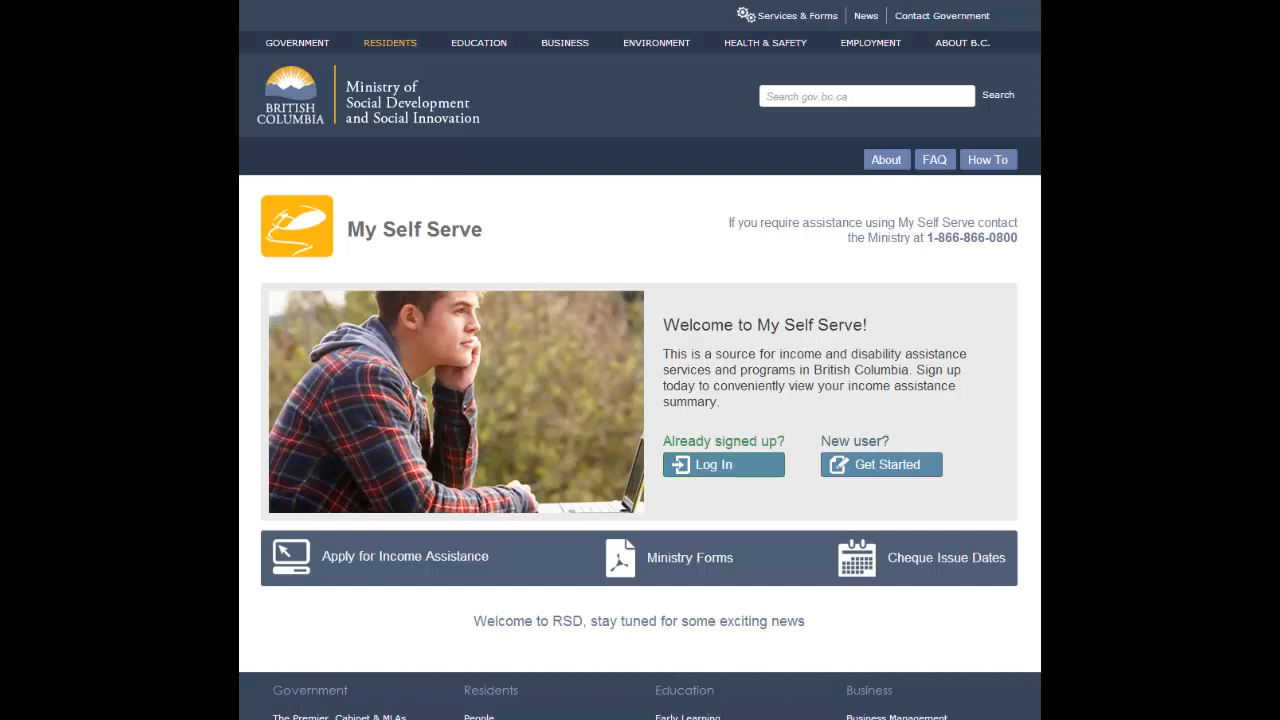 Services & Forms
News
Contact Government
GOVERNMENT
RESIDENTS
EDUCATION
BUSINESS
ENVIRONMENT
HEALTH & SAFETY
EMPLOYMENT
ABOUT B.C.
BRITISH
COLUMBIA
Ministry of
Social Development
and Social Innovation
Search gov.bc.ca
Search
About
FAQ
How To
My Self Serve
If you require assistance using My Self Serve contact
the Ministry at 1-866-866-0800
Welcome to My Self Serve!
This is a source for income and disability assistance
services and programs in British Columbia. Sign up
today to conveniently view your income assistance
summary.
Already signed up?
New user?
Log In
Get Started
Apply for Income Assistance
Ministry Forms
Cheque Issue Dates
Welcome to RSD, stay tuned for some exciting news
Government
Residents
Education
Business
The Premier, Cabinet & MLAs
People
Early Learning
Business Management